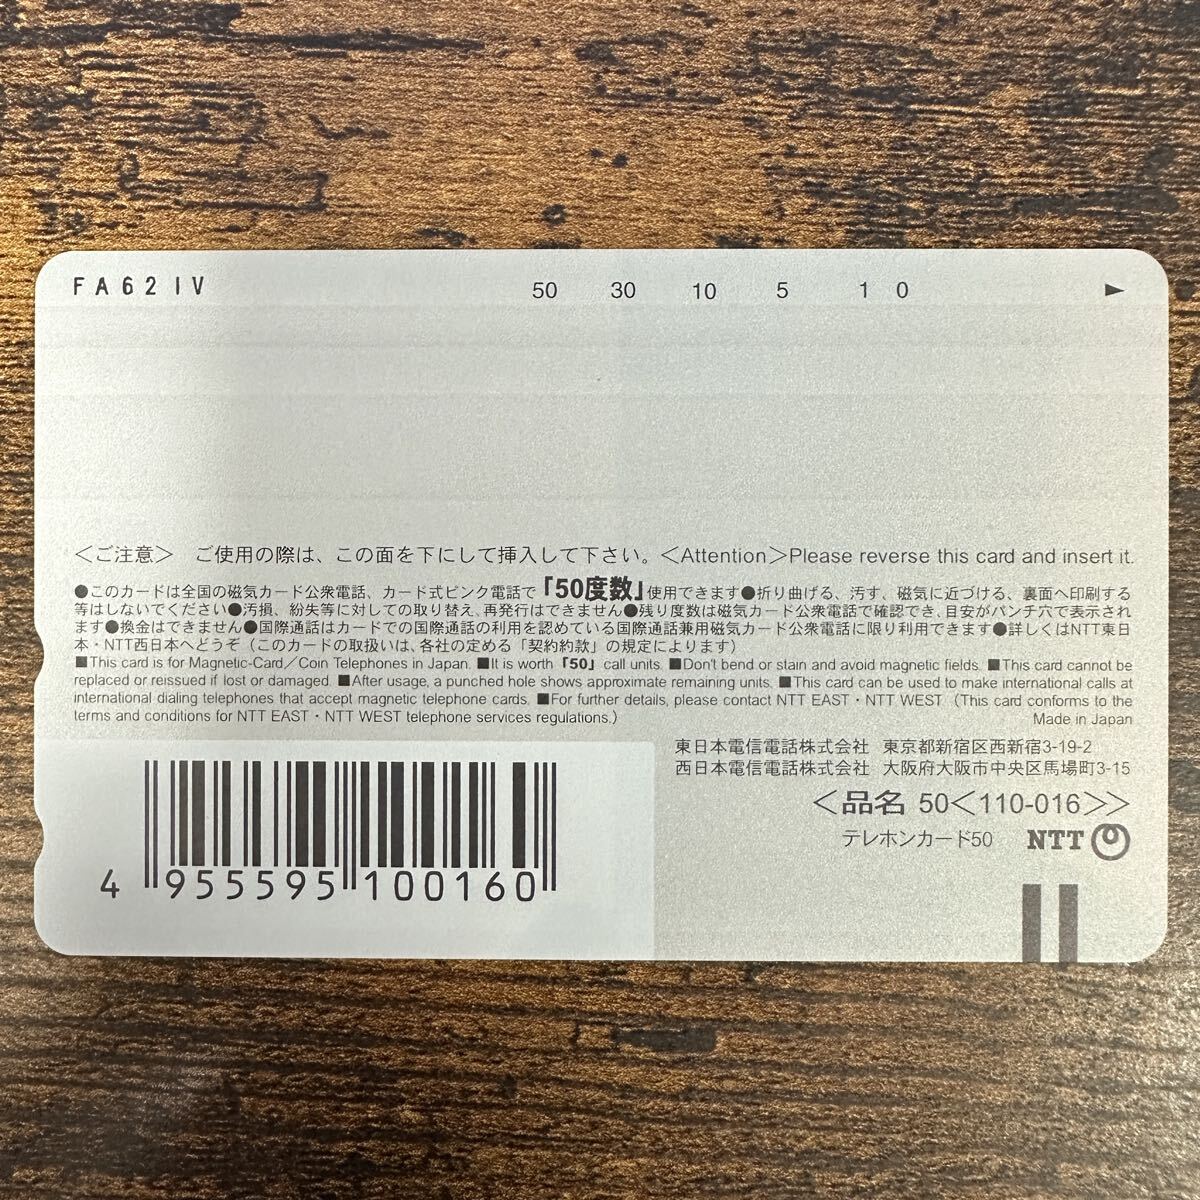 FA621V
50 30 10 5 1 0 ►
＜ご注意＞ ご使用の際は、この面を下にして挿入して下さい。＜Attention＞Please reverse this card and insert it.
●このカードは全国の磁気カード公衆電話、カード式ピンク電話で「50度数」使用できます●折り曲げる、汚す、磁気に近づける、裏面へ印刷する
等はしないでください●汚損、紛失等に対しての取り替え、再発行はできません●残り度数は磁気カード公衆電話で確認でき、目安がパンチ穴で表示され
ます●換金はできません●国際通話はカードでの国際通話の利用を認めている国際通話兼用磁気カード公衆電話に限り利用できます●詳しくはNTT東日
本・NTT西日本へどうぞ（このカードの取扱いは、各社の定める「契約約款」の規定によります）
■This card is for Magnetic-Card／Coin Telephones in Japan. ■It is worth「50」call units. ■Don't bend or stain and avoid magnetic fields. ■This card cannot be
replaced or reissued if lost or damaged. ■After usage, a punched hole shows approximate remaining units. ■This card can be used to make international calls at
international dialing telephones that accept magnetic telephone cards. ■For further details, please contact NTT EAST・NTT WEST（This card conforms to the
terms and conditions for NTT EAST・NTT WEST telephone services regulations.） Made in Japan
東日本電信電話株式会社 東京都新宿区西新宿3-19-2
西日本電信電話株式会社 大阪府大阪市中央区馬場町3-15
＜品名 50＜110-016＞＞
テレホンカード50 NTT
4 955595 100160